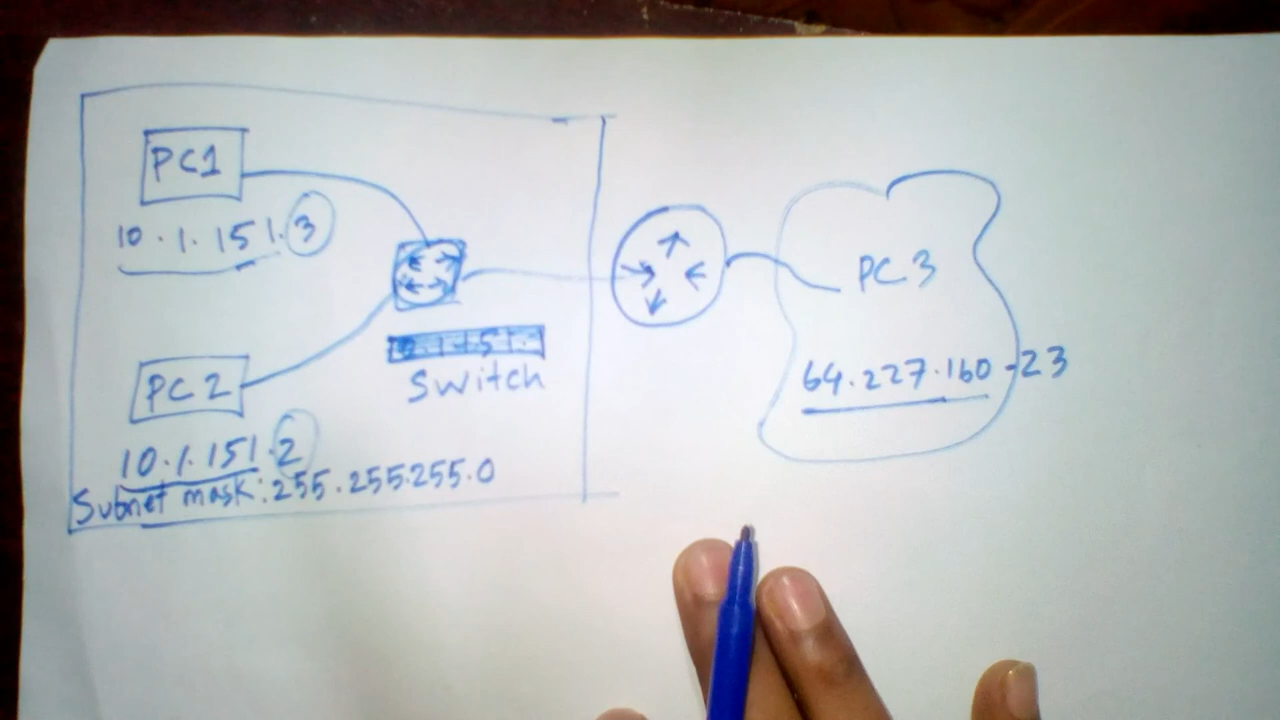 PC1
10.1.151.3
PC2
10.1.151.2
Subnet mask:255.255.255.0
Switch
PC3
64.227.160.23